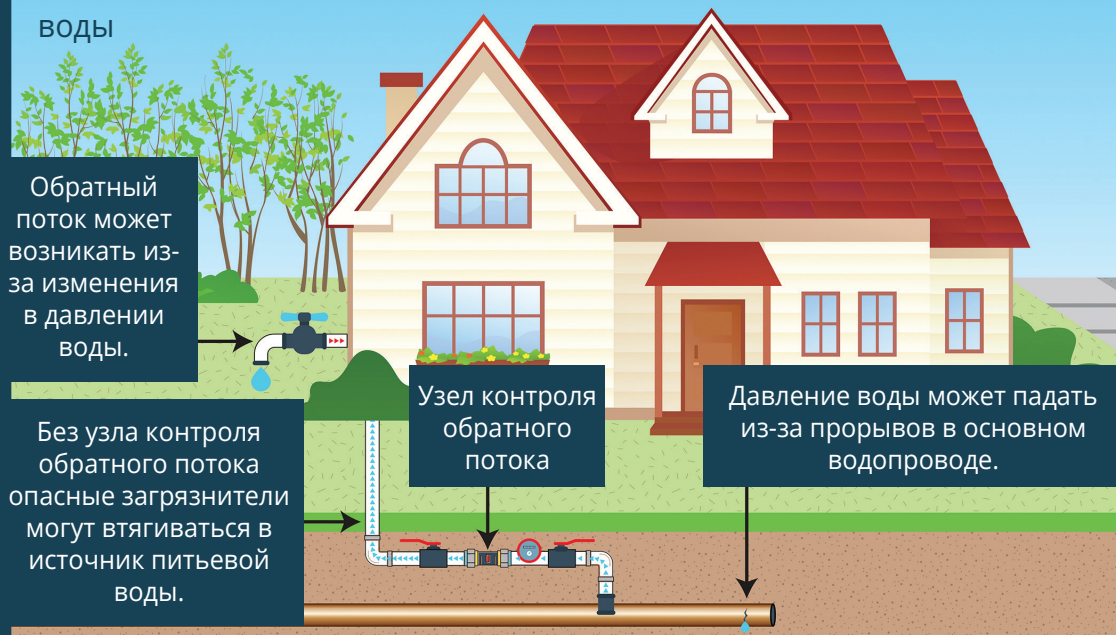 воды
Обратный
поток может
возникать из-
за изменения
в давлении
воды.
Без узла контроля
обратного потока
опасные загрязнители
могут втягиваться в
источник питьевой
воды.
Узел контроля
обратного
потока
Давление воды может падать
из-за прорывов в основном
водопроводе.